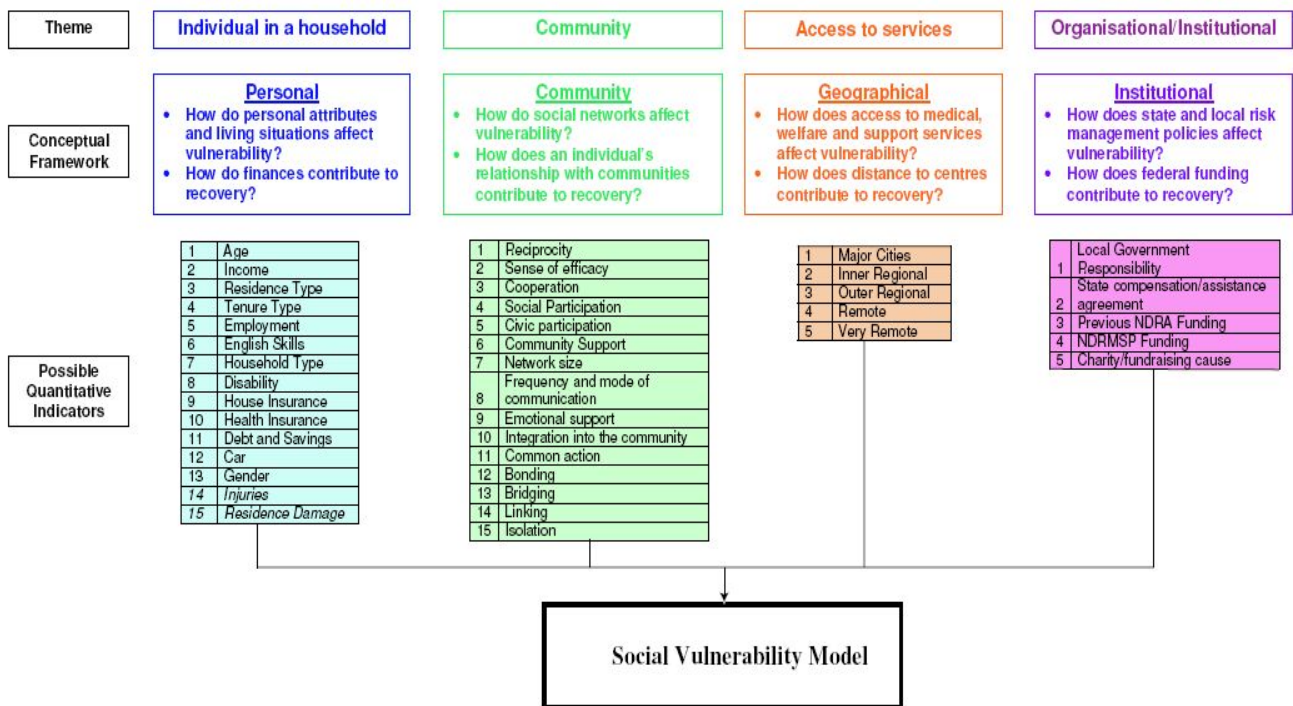 Theme
Individual in a household
Community
Access to services
Organisational/Institutional
Conceptual
Framework
Personal
• How do personal attributes
and living situations affect
vulnerability?
• How do finances contribute to
recovery?
Community
• How do social networks affect
vulnerability?
• How does an individual's
relationship with communities
contribute to recovery?
Geographical
• How does access to medical,
welfare and support services
affect vulnerability?
• How does distance to centres
contribute to recovery?
Institutional
• How does state and local risk
management policies affect
vulnerability?
• How does federal funding
contribute to recovery?
Possible
Quantitative
Indicators
1 Age
2 Income
3 Residence Type
4 Tenure Type
5 Employment
6 English Skills
7 Household Type
8 Disability
9 House Insurance
10 Health Insurance
11 Debt and Savings
12 Car
13 Gender
14 Injuries
15 Residence Damage
1 Reciprocity
2 Sense of efficacy
3 Cooperation
4 Social Participation
5 Civic participation
6 Community Support
7 Network size
Frequency and mode of
8 communication
9 Emotional support
10 Integration into the community
11 Common action
12 Bonding
13 Bridging
14 Linking
15 Isolation
1 Major Cities
2 Inner Regional
3 Outer Regional
4 Remote
5 Very Remote
Local Government
1 Responsibility
State compensation/assistance
2 agreement
3 Previous NDRA Funding
4 NDRMSP Funding
5 Charity/fundraising cause
Social Vulnerability Model